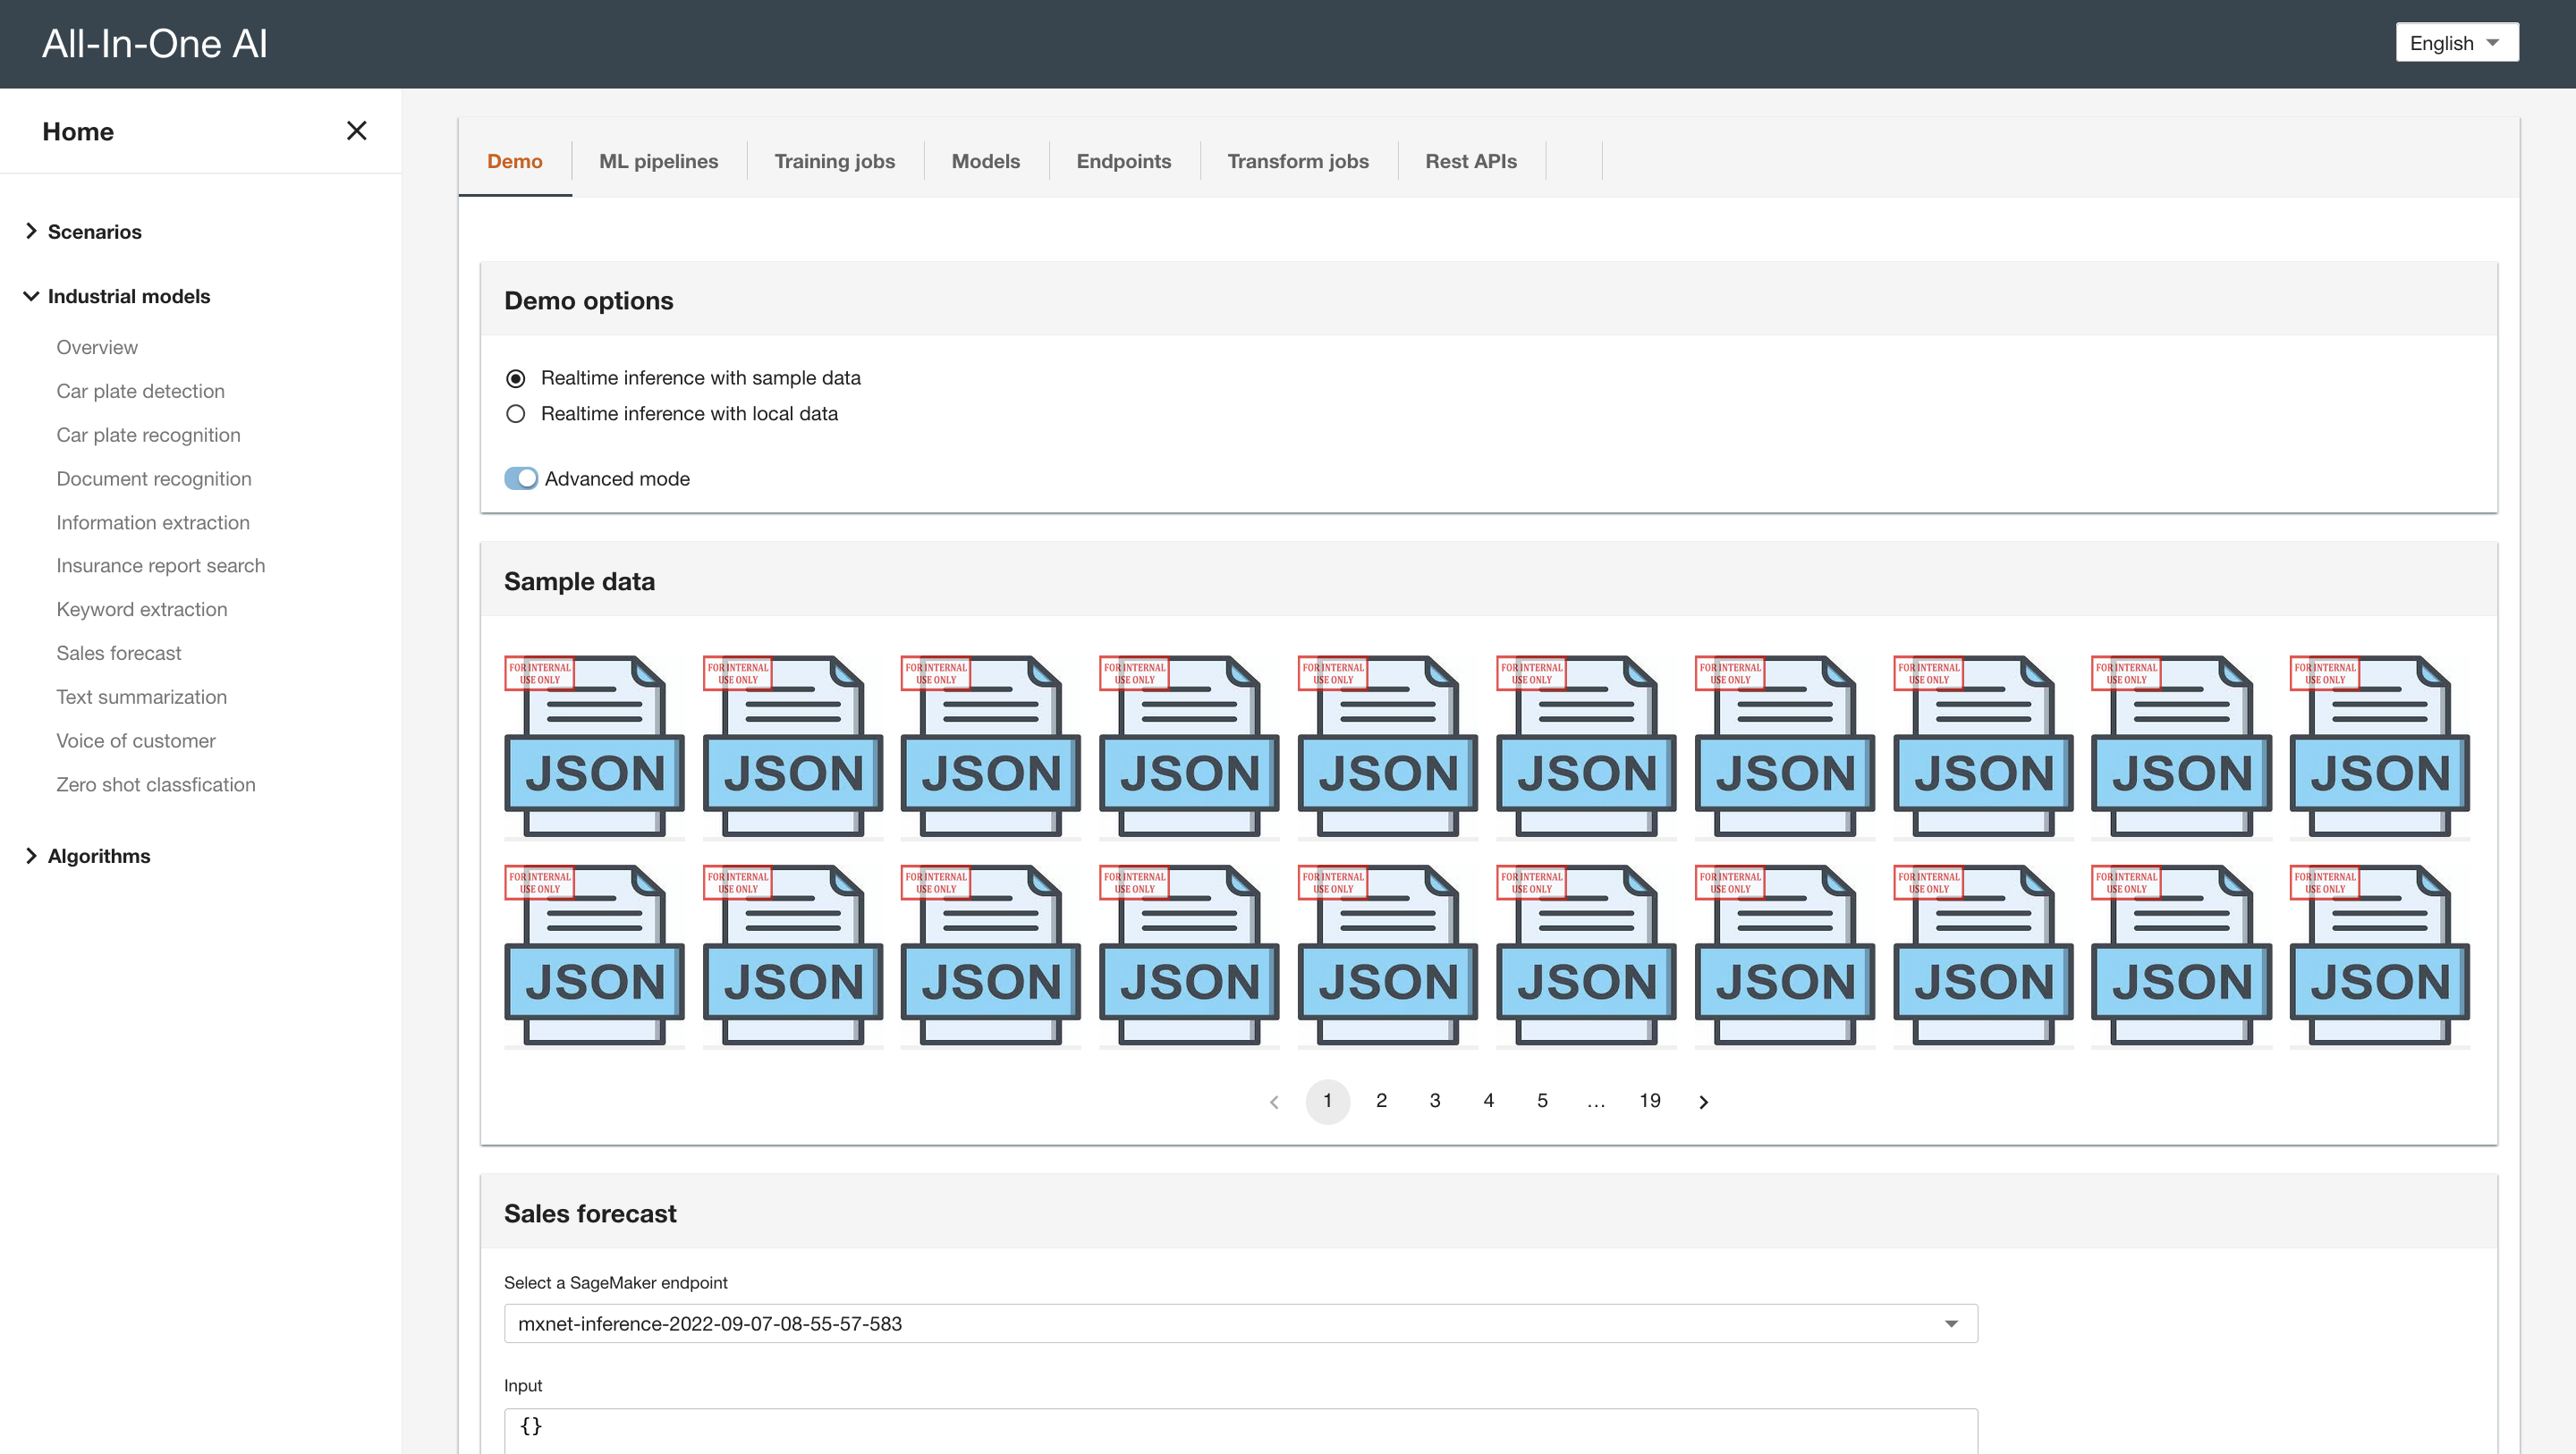 All-In-One AI
English
Home
Scenarios
Industrial models
Overview
Car plate detection
Car plate recognition
Document recognition
Information extraction
Insurance report search
Keyword extraction
Sales forecast
Text summarization
Voice of customer
Zero shot classfication
Algorithms
Demo ML pipelines Training jobs Models Endpoints Transform jobs Rest APIs
Demo options
Realtime inference with sample data
Realtime inference with local data
Advanced mode
Sample data
FOR INTERNAL FOR INTERNAL FOR INTERNAL FOR INTERNAL FOR INTERNAL FOR INTERNAL FOR INTERNAL FOR INTERNAL FOR INTERNAL FOR INTERNAL
USE ONLY USE ONLY USE ONLY USE ONLY USE ONLY USE ONLY USE ONLY USE ONLY USE ONLY USE ONLY
JSON JSON JSON JSON JSON JSON JSON JSON JSON JSON
FOR INTERNAL FOR INTERNAL FOR INTERNAL FOR INTERNAL FOR INTERNAL FOR INTERNAL FOR INTERNAL FOR INTERNAL FOR INTERNAL FOR INTERNAL
USE ONLY USE ONLY USE ONLY USE ONLY USE ONLY USE ONLY USE ONLY USE ONLY USE ONLY USE ONLY
JSON JSON JSON JSON JSON JSON JSON JSON JSON JSON
1 2 3 4 5 ... 19
Sales forecast
Select a SageMaker endpoint
mxnet-inference-2022-09-07-08-55-57-583
Input
{}